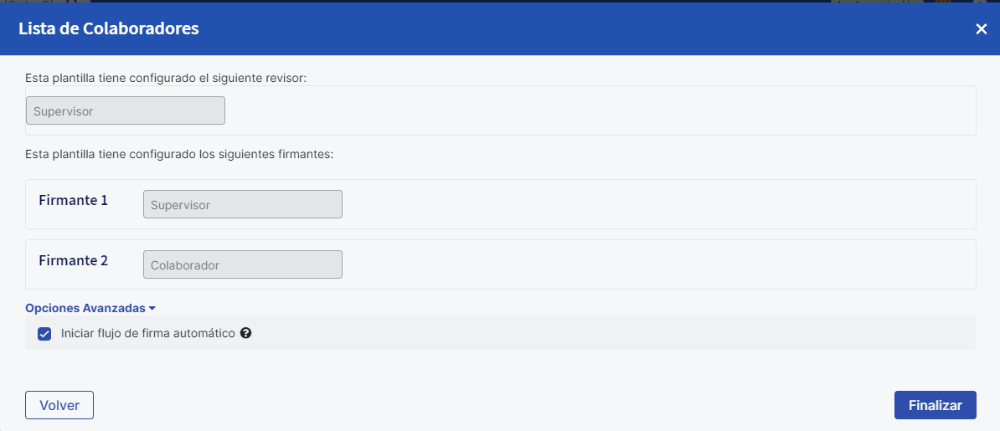 Lista de Colaboradores
Esta plantilla tiene configurado el siguiente revisor:
Supervisor
Esta plantilla tiene configurado los siguientes firmantes:
Firmante 1
Supervisor
Firmante 2
Colaborador
Opciones Avanzadas
Iniciar flujo de firma automático
Volver
Finalizar